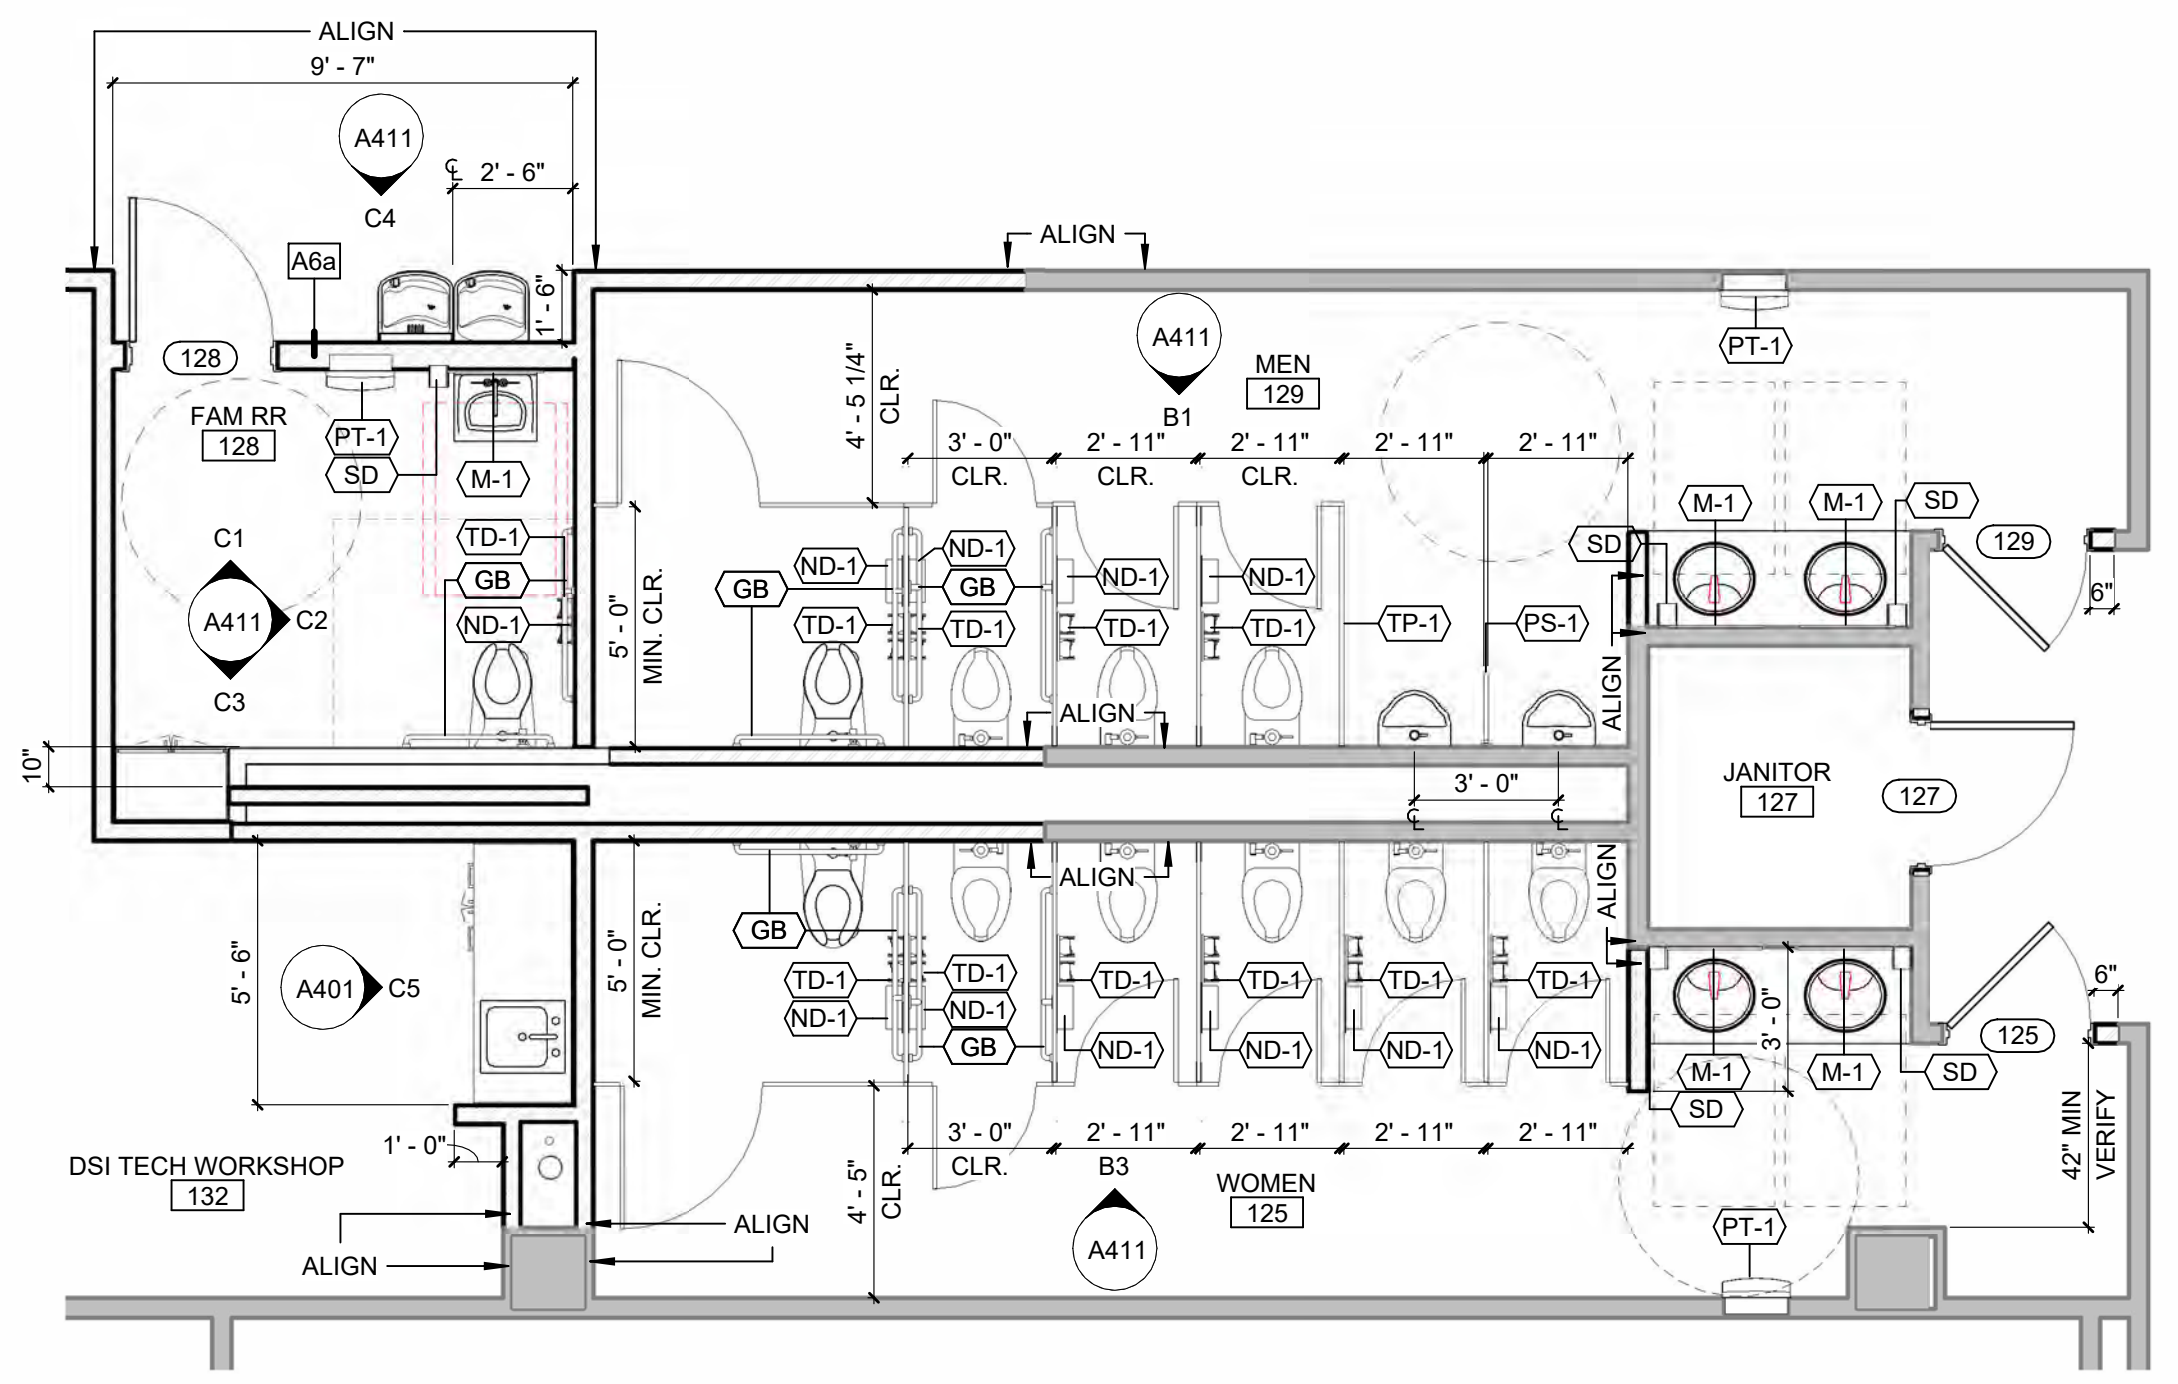 ALIGN
9' - 7"
A411
C4
℄ 2' - 6"
A6a
1' - 6"
ALIGN
128
FAM RR
128
PT-1
SD
M-1
TD-1
GB
ND-1
C1
A411
C2
C3
10"
4' - 5 1/4"
CLR.
A411
B1
MEN
129
PT-1
3' - 0"
CLR.
2' - 11"
CLR.
2' - 11"
CLR.
2' - 11"
2' - 11"
M-1
M-1
SD
SD
129
6"
ALIGN
5' - 0"
MIN. CLR.
ND-1
ND-1
GB
GB
ND-1
ND-1
TD-1
TD-1
TD-1
TD-1
TP-1
PS-1
ALIGN
3' - 0"
℄
℄
JANITOR
127
127
ALIGN
ALIGN
5' - 6"
A401
C5
5' - 0"
MIN. CLR.
GB
TD-1
TD-1
TD-1
TD-1
TD-1
TD-1
ND-1
ND-1
GB
ND-1
ND-1
ND-1
ND-1
3' - 0"
6"
125
M-1
M-1
SD
SD
42" MIN
VERIFY
1' - 0"
DSI TECH WORKSHOP
132
4' - 5"
CLR.
3' - 0"
CLR.
2' - 11"
2' - 11"
2' - 11"
2' - 11"
B3
A411
WOMEN
125
PT-1
ALIGN
ALIGN